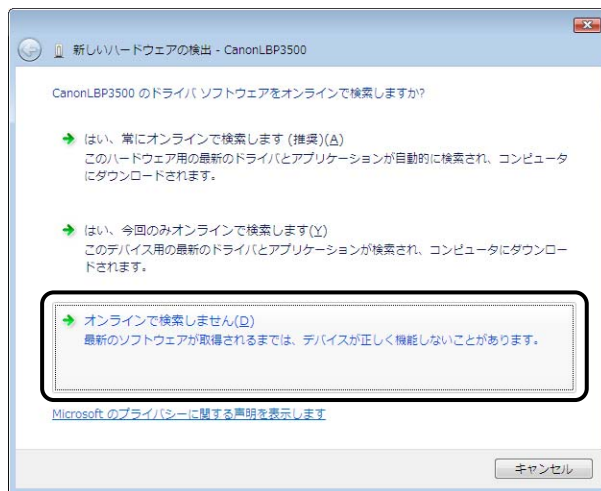 新しいハードウェアの検出 - CanonLBP3500
CanonLBP3500 のドライバ ソフトウェアをオンラインで検索しますか?
はい、常にオンラインで検索します (推奨)(A)
このハードウェア用の最新のドライバとアプリケーションが自動的に検索され、コンピュータ
にダウンロードされます。
はい、今回のみオンラインで検索します(Y)
このデバイス用の最新のドライバとアプリケーションが検索され、コンピュータにダウンロー
ドされます。
オンラインで検索しません(D)
最新のソフトウェアが取得されるまでは、デバイスが正しく機能しないことがあります。
Microsoft のプライバシーに関する声明を表示します
キャンセル